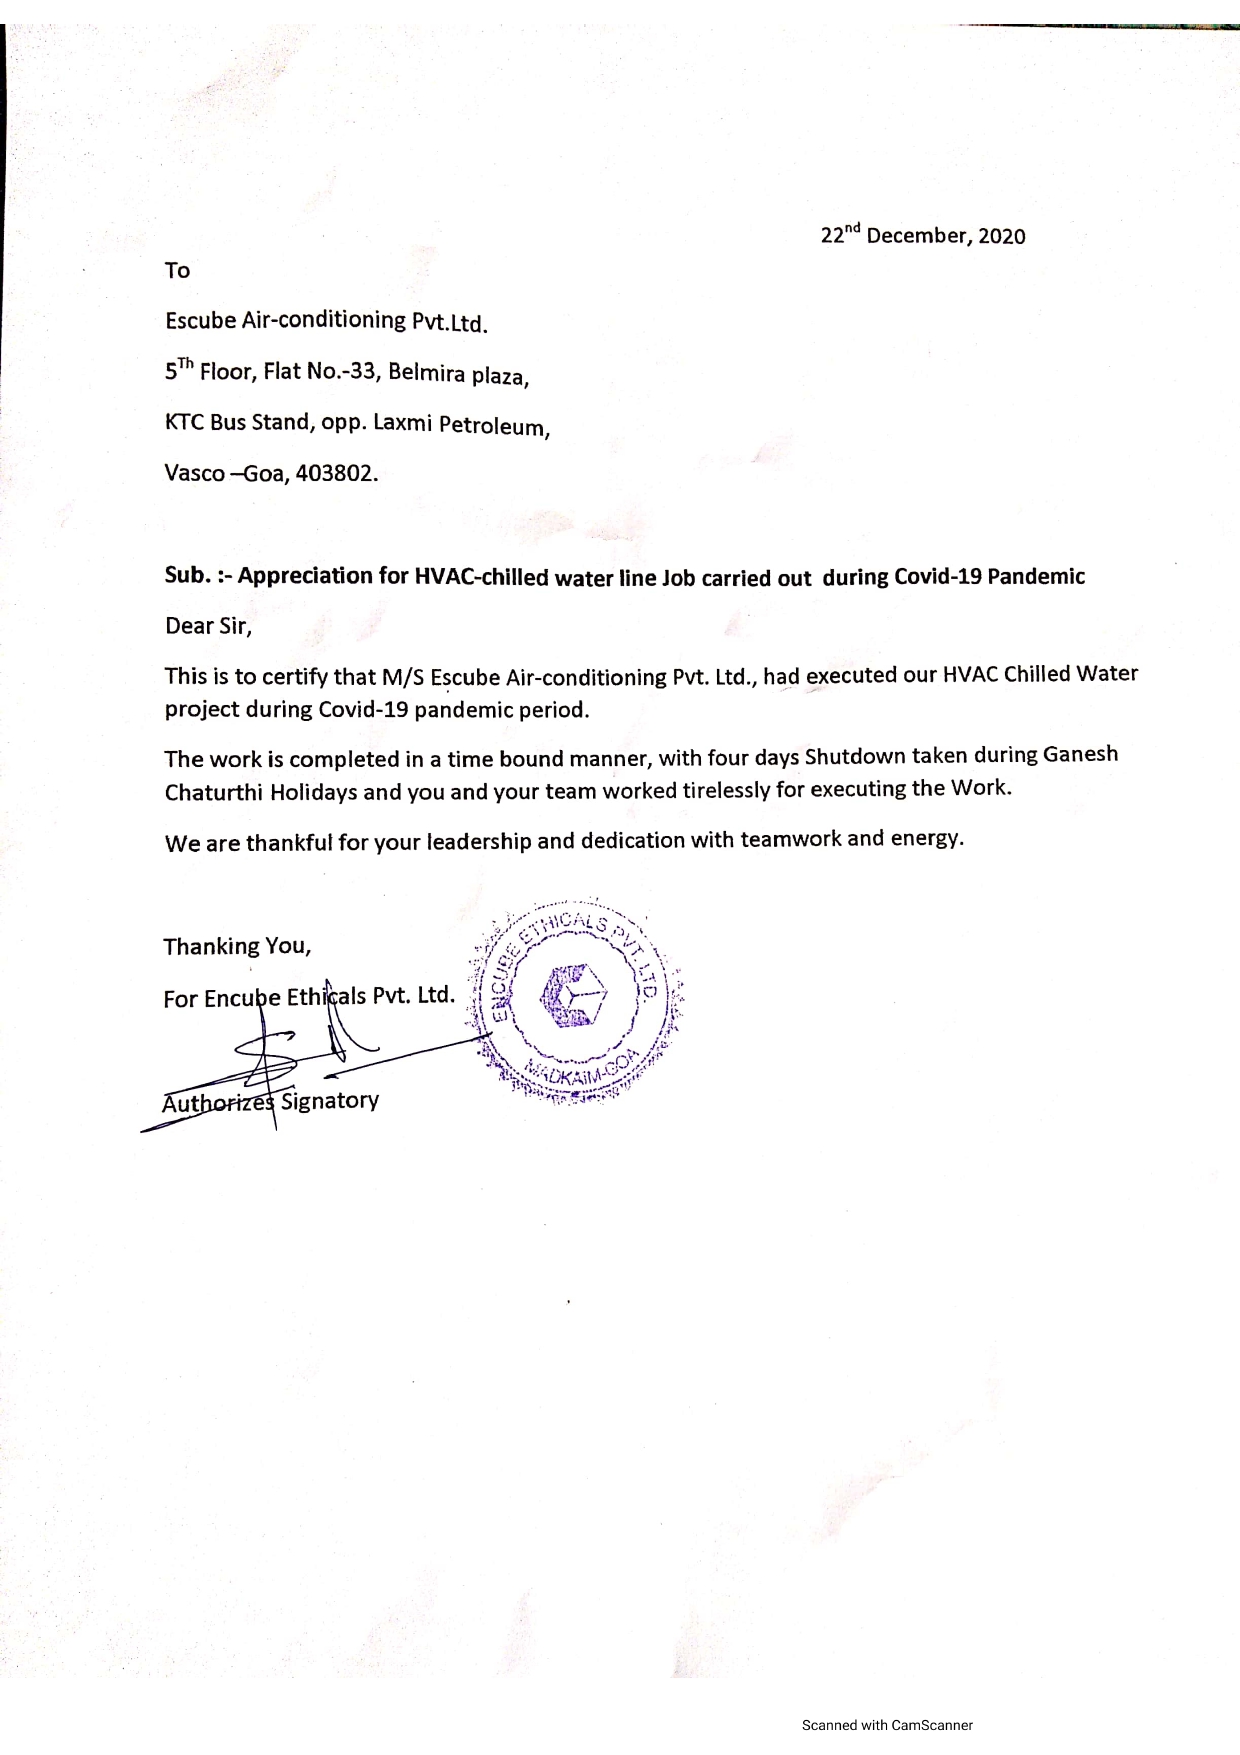 22nd December, 2020
To
Escube Air-conditioning Pvt.Ltd.
5Th Floor, Flat No.-33, Belmira plaza,
KTC Bus Stand, opp. Laxmi Petroleum,
Vasco –Goa, 403802.
Sub. :- Appreciation for HVAC-chilled water line Job carried out during Covid-19 Pandemic
Dear Sir,
This is to certify that M/S Escube Air-conditioning Pvt. Ltd., had executed our HVAC Chilled Water
project during Covid-19 pandemic period.
The work is completed in a time bound manner, with four days Shutdown taken during Ganesh
Chaturthi Holidays and you and your team worked tirelessly for executing the Work.
We are thankful for your leadership and dedication with teamwork and energy.
Thanking You,
For Encube Ethicals Pvt. Ltd.
Authorizes Signatory
ENCUBE ETHICALS PVT. LTD.
MADKAIM-GOA
Scanned with CamScanner